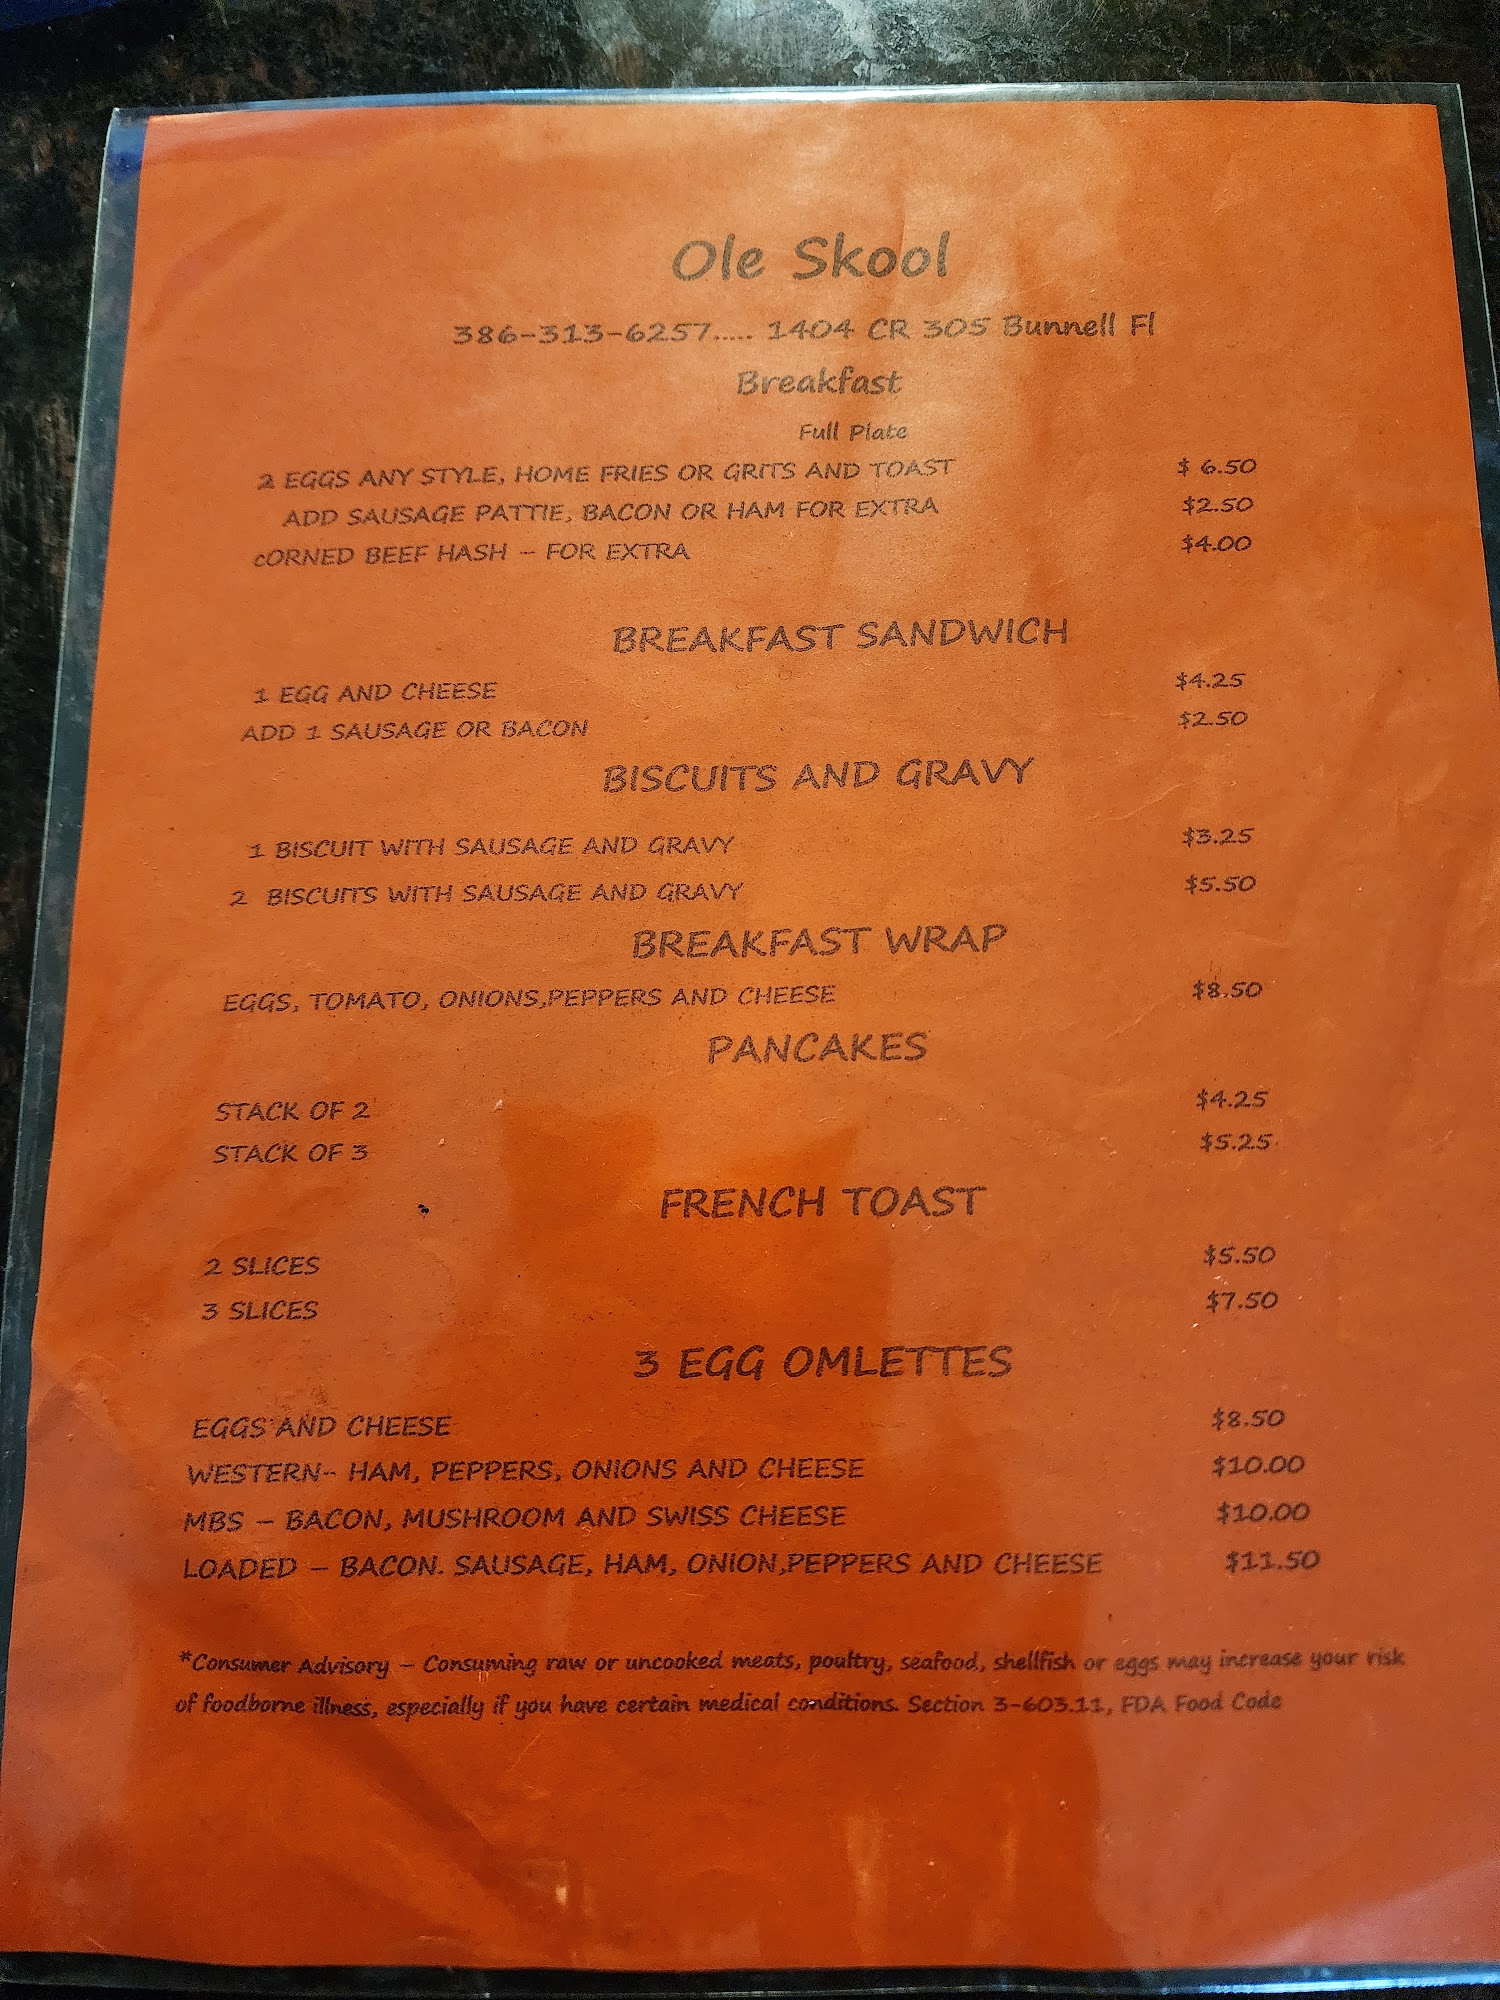 Ole Skool
386-313-6257..... 1404 CR 305 Bunnell Fl
Breakfast
Full Plate
2 EGGS ANY STYLE, HOME FRIES OR GRITS AND TOAST $ 6.50
ADD SAUSAGE PATTIE, BACON OR HAM FOR EXTRA $2.50
cORNED BEEF HASH – FOR EXTRA $4.00
BREAKFAST SANDWICH
1 EGG AND CHEESE $4.25
ADD 1 SAUSAGE OR BACON $2.50
BISCUITS AND GRAVY
1 BISCUIT WITH SAUSAGE AND GRAVY $3.25
2 BISCUITS WITH SAUSAGE AND GRAVY $5.50
BREAKFAST WRAP
EGGS, TOMATO, ONIONS,PEPPERS AND CHEESE $8.50
PANCAKES
STACK OF 2 $4.25
STACK OF 3 $5.25
FRENCH TOAST
2 SLICES $5.50
3 SLICES $7.50
3 EGG OMLETTES
EGGS AND CHEESE $8.50
WESTERN- HAM, PEPPERS, ONIONS AND CHEESE $10.00
MBS – BACON, MUSHROOM AND SWISS CHEESE $10.00
LOADED – BACON. SAUSAGE, HAM, ONION,PEPPERS AND CHEESE $11.50
*Consumer Advisory – Consuming raw or uncooked meats, poultry, seafood, shellfish or eggs may increase your risk
of foodborne illness, especially if you have certain medical conditions. Section 3-603.11, FDA Food Code